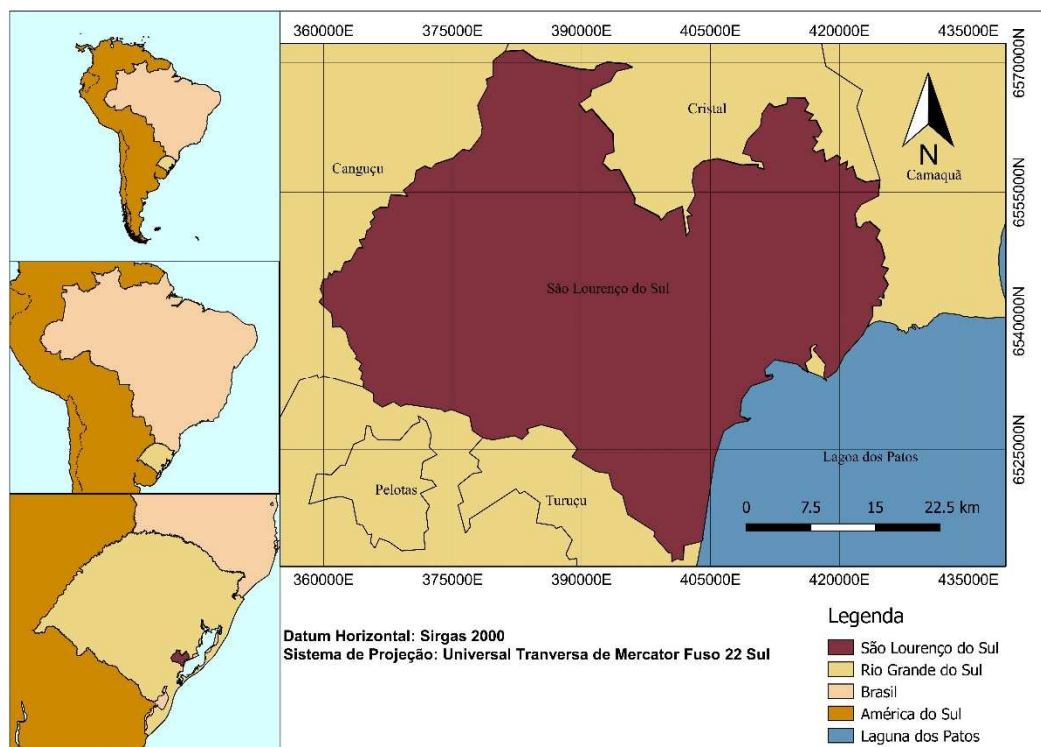 360000E 375000E 390000E 405000E 420000E 435000E
6570000N
Cristal
N
Canguçu
Camaquã
6555000N
São Lourenço do Sul
6540000N
6525000N
Lagoa dos Patos
Pelotas
Turuçu
0 7.5 15 22.5 km
360000E 375000E 390000E 405000E 420000E 435000E
Datum Horizontal: Sirgas 2000
Sistema de Projeção: Universal Tranversa de Mercator Fuso 22 Sul
Legenda
São Lourenço do Sul
Rio Grande do Sul
Brasil
América do Sul
Laguna dos Patos